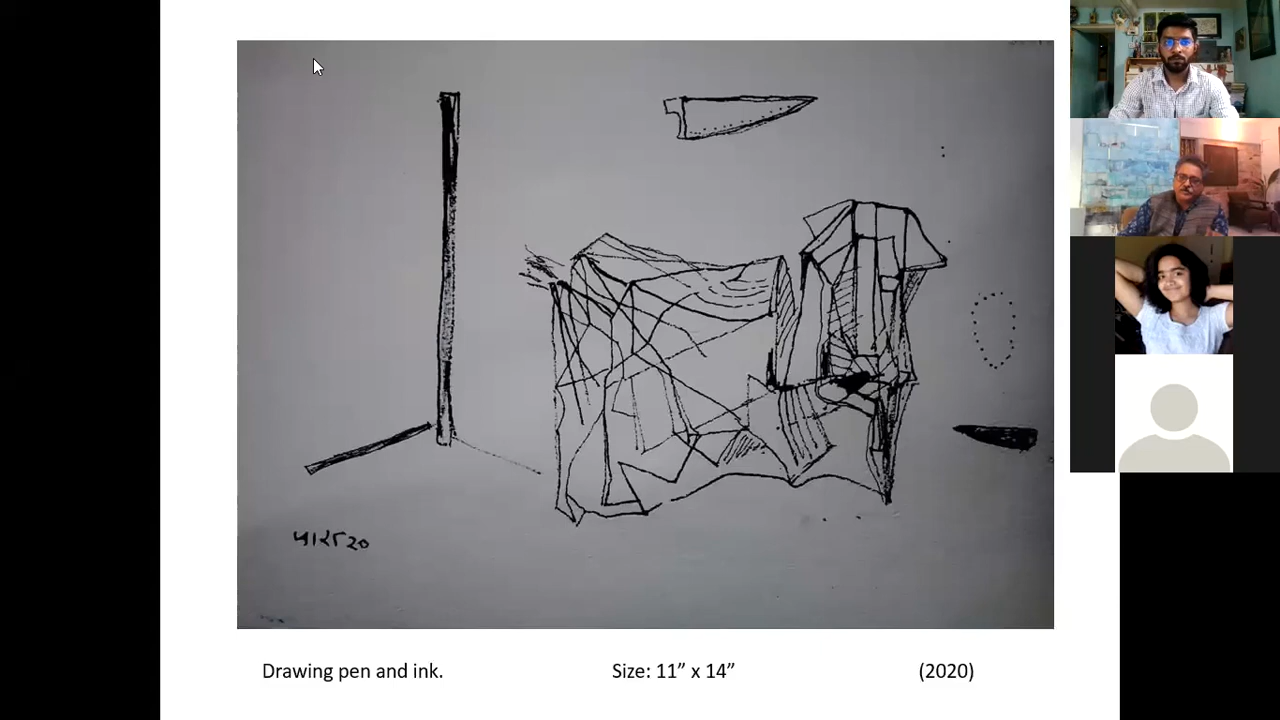 Drawing pen and ink. Size: 11” x 14” (2020)